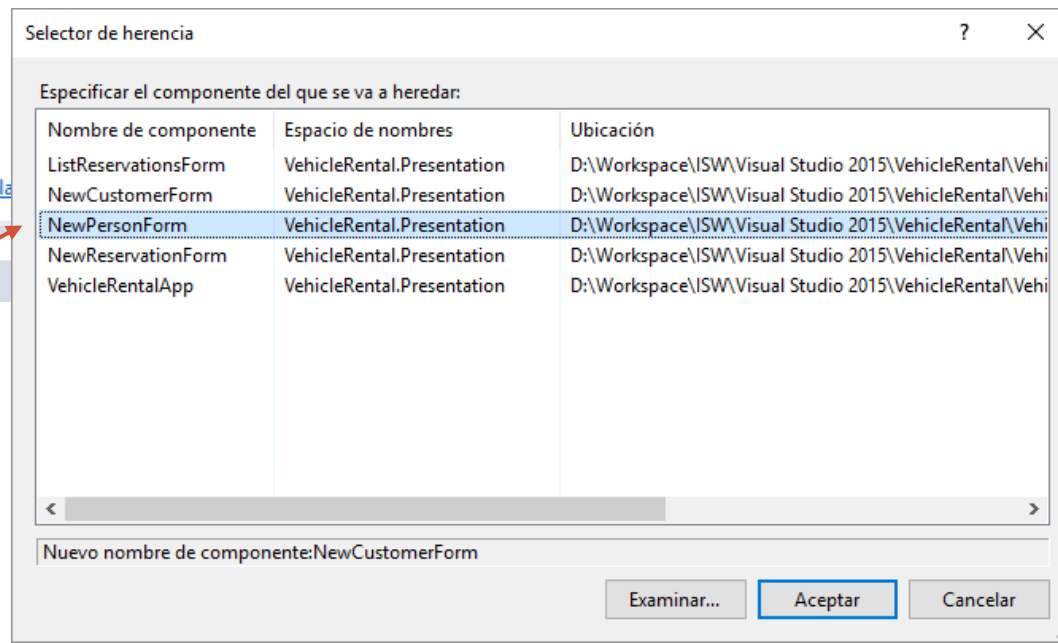 Selector de herencia
Especificar el componente del que se va a heredar:
Nombre de componente Espacio de nombres Ubicación
ListReservationsForm VehicleRental.Presentation D:\Workspace\ISW\Visual Studio 2015\VehicleRental\Vehi
NewCustomerForm VehicleRental.Presentation D:\Workspace\ISW\Visual Studio 2015\VehicleRental\Vehi
NewPersonForm VehicleRental.Presentation D:\Workspace\ISW\Visual Studio 2015\VehicleRental\Vehi
NewReservationForm VehicleRental.Presentation D:\Workspace\ISW\Visual Studio 2015\VehicleRental\Vehi
VehicleRentalApp VehicleRental.Presentation D:\Workspace\ISW\Visual Studio 2015\VehicleRental\Vehi
Nuevo nombre de componente:NewCustomerForm
Examinar... Aceptar Cancelar